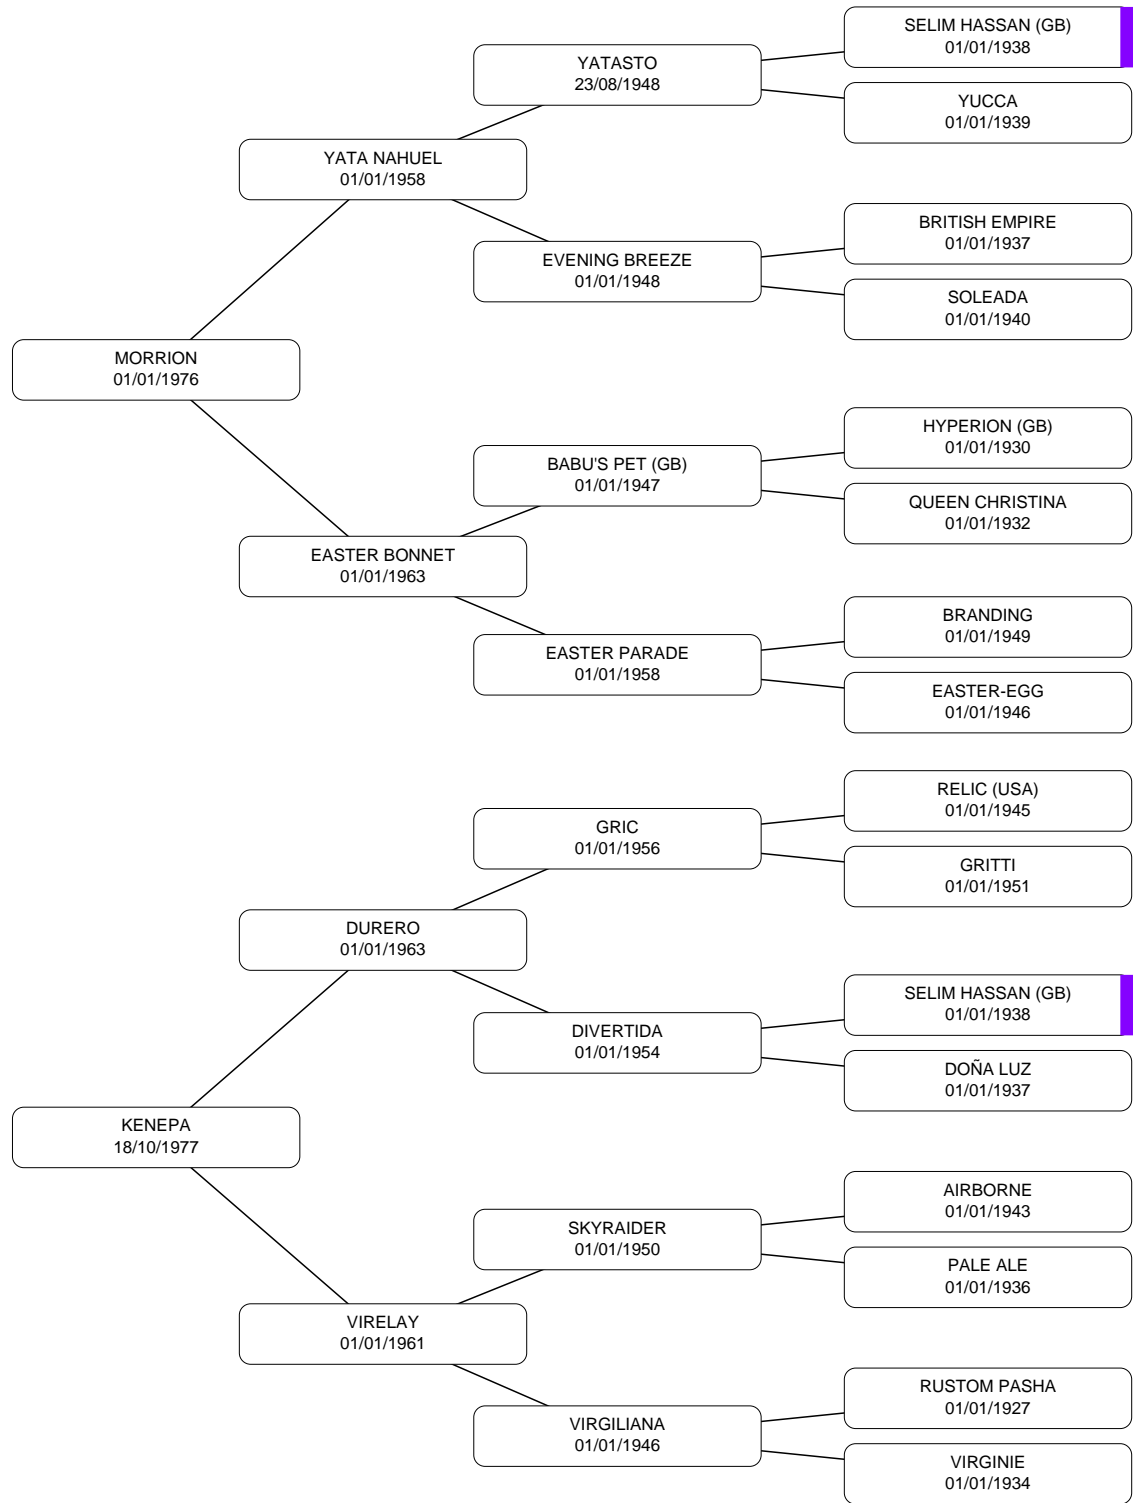 SELIM HASSAN (GB)
01/01/1938
YATASTO
23/08/1948
YUCCA
01/01/1939
YATA NAHUEL
01/01/1958
BRITISH EMPIRE
01/01/1937
EVENING BREEZE
01/01/1948
SOLEADA
01/01/1940
MORRION
01/01/1976
HYPERION (GB)
01/01/1930
BABU'S PET (GB)
01/01/1947
QUEEN CHRISTINA
01/01/1932
EASTER BONNET
01/01/1963
BRANDING
01/01/1949
EASTER PARADE
01/01/1958
EASTER-EGG
01/01/1946
RELIC (USA)
01/01/1945
GRIC
01/01/1956
GRITTI
01/01/1951
DURERO
01/01/1963
SELIM HASSAN (GB)
01/01/1938
DIVERTIDA
01/01/1954
DOÑA LUZ
01/01/1937
KENEPA
18/10/1977
AIRBORNE
01/01/1943
SKYRAIDER
01/01/1950
PALE ALE
01/01/1936
VIRELAY
01/01/1961
RUSTOM PASHA
01/01/1927
VIRGILIANA
01/01/1946
VIRGINIE
01/01/1934